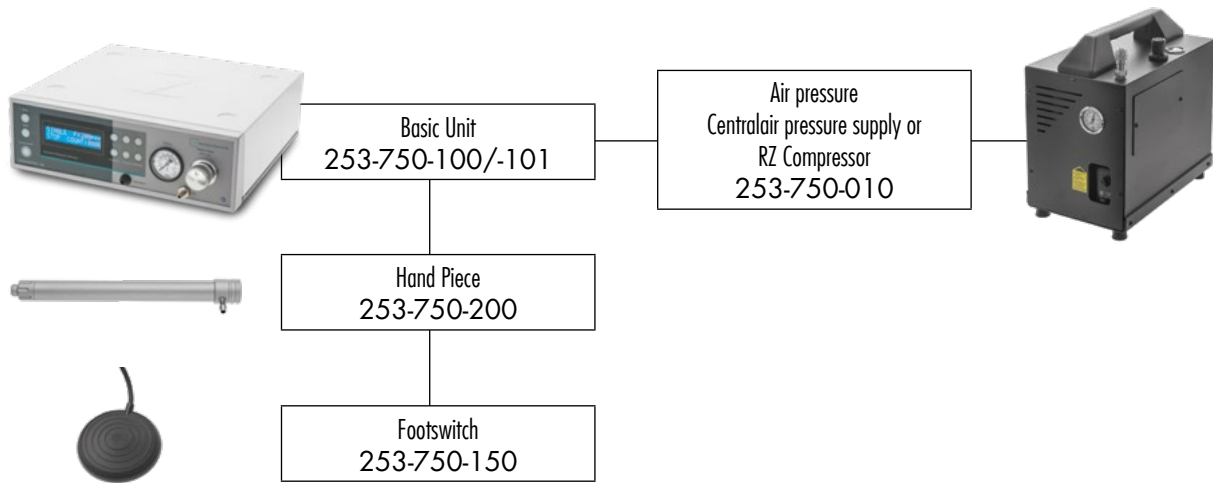 Basic Unit
253-750-100/-101
Air pressure
Centralair pressure supply or
RZ Compressor
253-750-010
Hand Piece
253-750-200
Footswitch
253-750-150